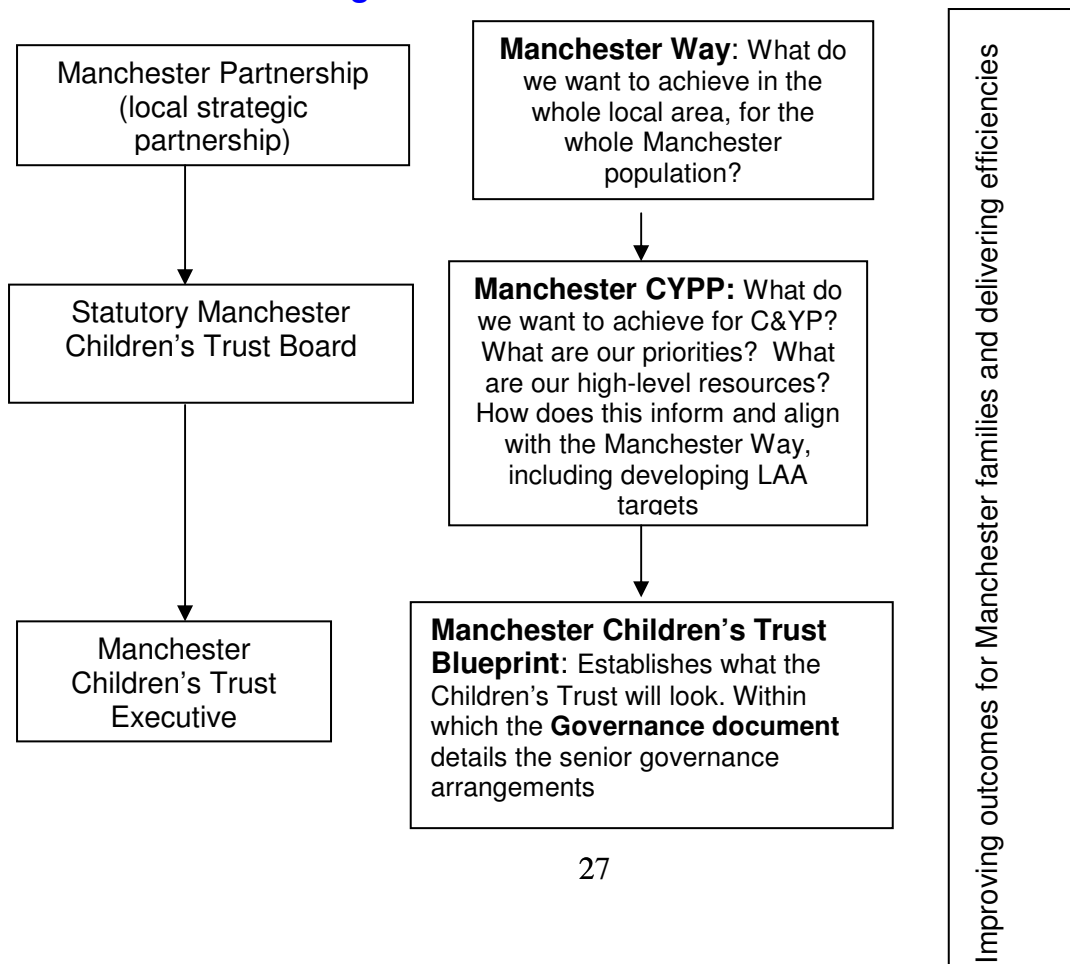 Manchester Partnership
(local strategic
partnership)
Manchester Way: What do
we want to achieve in the
whole local area, for the
whole Manchester
population?
Statutory Manchester
Children's Trust Board
Manchester CYPP: What do
we want to achieve for C&YP?
What are our priorities?  What
are our high-level resources?
How does this inform and align
with the Manchester Way,
including developing LAA
targets
Manchester
Children's Trust
Executive
Manchester Children's Trust
Blueprint: Establishes what the
Children's Trust will look. Within
which the Governance document
details the senior governance
arrangements
Improving outcomes for Manchester families and delivering efficiencies
27